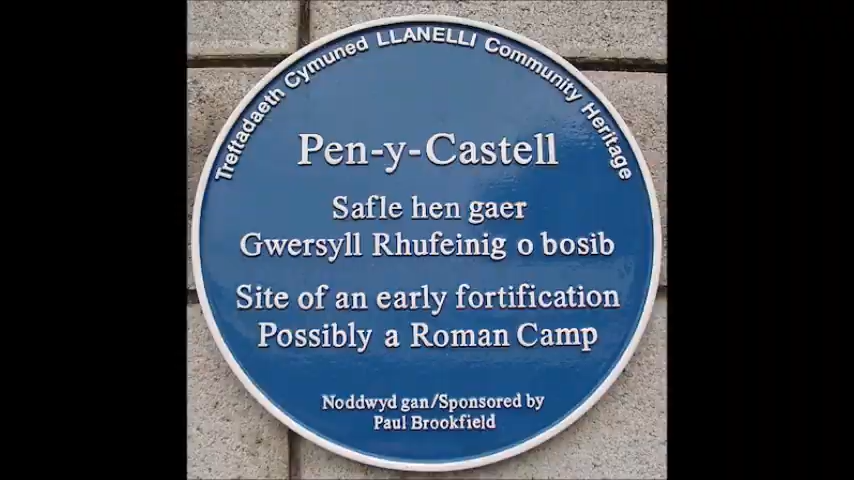 Treftadaeth Cymuned LLANELLI Community Heritage
Pen-y-Castell
Safle hen gaer
Gwersyll Rhufeinig o bosib
Site of an early fortification
Possibly a Roman Camp
Noddwyd gan/Sponsored by
Paul Brookfield